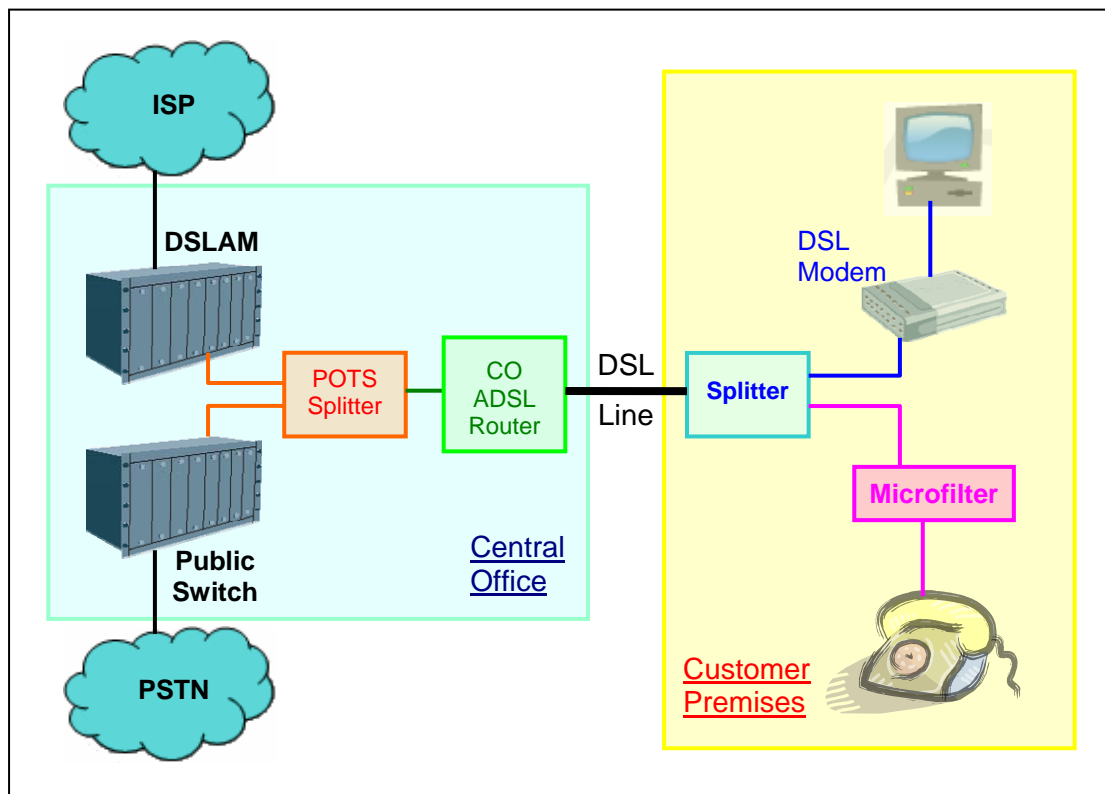 ISP
DSLAM
POTS
Splitter
CO
ADSL
Router
DSL
Line
Public
Switch
Central
Office
PSTN
DSL
Modem
Splitter
Microfilter
Customer
Premises